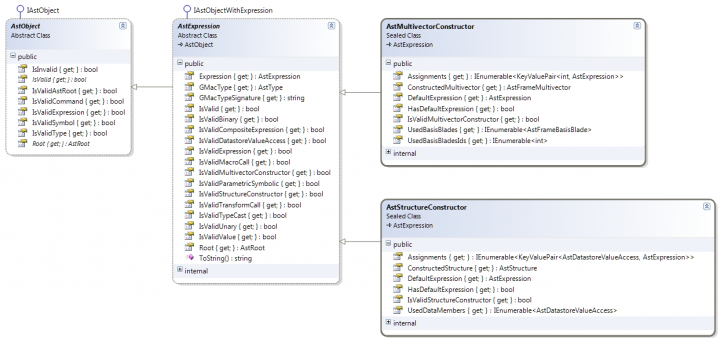 IAstObject
AstObject
Abstract Class
public
IsInvalid { get; } : bool
IsValid { get; } : bool
IsValidAstRoot { get; } : bool
IsValidCommand { get; } : bool
IsValidExpression { get; } : bool
IsValidSymbol { get; } : bool
IsValidType { get; } : bool
Root { get; } : AstRoot
IAstObjectWithExpression
AstExpression
Abstract Class
AstObject
public
Expression { get; } : AstExpression
GMacType { get; } : AstType
GMacTypeSignature { get; } : string
IsValid { get; } : bool
IsValidBinary { get; } : bool
IsValidCompositeExpression { get; } : bool
IsValidDatastoreValueAccess { get; } : bool
IsValidExpression { get; } : bool
IsValidMacroCall { get; } : bool
IsValidMultivectorConstructor { get; } : bool
IsValidParametricSymbolic { get; } : bool
IsValidStructureConstructor { get; } : bool
IsValidTransformCall { get; } : bool
IsValidTypeCast { get; } : bool
IsValidUnary { get; } : bool
IsValidValue { get; } : bool
Root { get; } : AstRoot
ToString() : string
internal
AstMultivectorConstructor
Sealed Class
AstExpression
public
Assignments { get; } : IEnumerable<KeyValuePair<int, AstExpression>>
ConstructedMultivector { get; } : AstFrameMultivector
DefaultExpression { get; } : AstExpression
HasDefaultExpression { get; } : bool
IsValidMultivectorConstructor { get; } : bool
UsedBasisBlades { get; } : IEnumerable<AstFrameBasisBlade>
UsedBasisBladesIds { get; } : IEnumerable<int>
internal
AstStructureConstructor
Sealed Class
AstExpression
public
Assignments { get; } : IEnumerable<KeyValuePair<AstDatastoreValueAccess, AstExpression>>
ConstructedStructure { get; } : AstStructure
DefaultExpression { get; } : AstExpression
HasDefaultExpression { get; } : bool
IsValidStructureConstructor { get; } : bool
UsedDataMembers { get; } : IEnumerable<AstDatastoreValueAccess>
internal